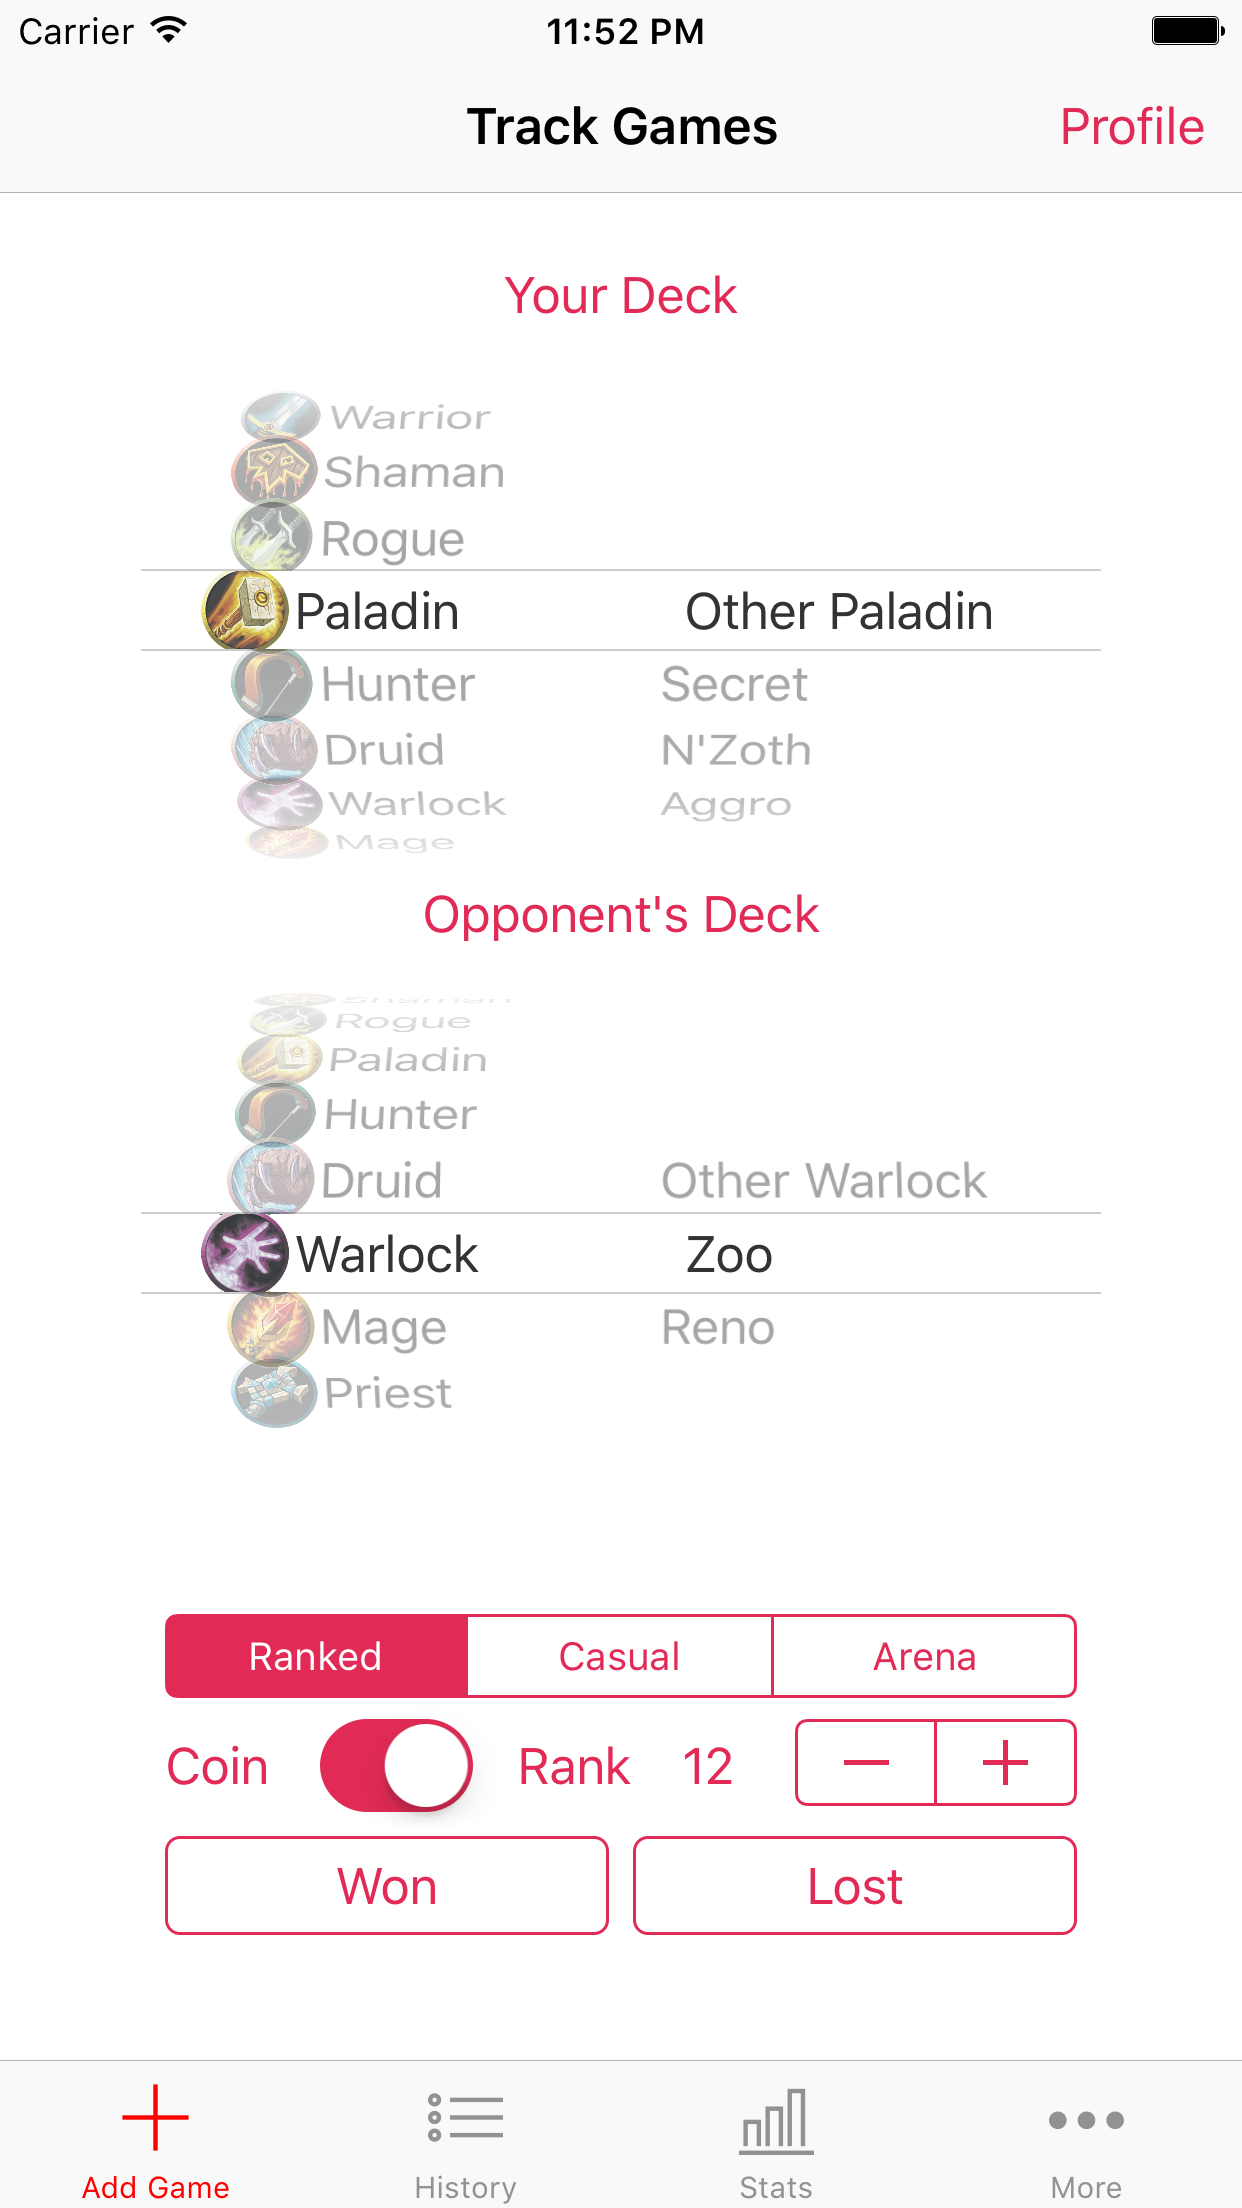 Carrier 11:52 PM
Track Games Profile
Your Deck
Warrior
Shaman
Rogue
Paladin Other Paladin
Hunter Secret
Druid N'Zoth
Warlock Aggro
Mage
Opponent's Deck
Shaman
Rogue
Paladin
Hunter
Druid Other Warlock
Warlock Zoo
Mage Reno
Priest
Ranked Casual Arena
Coin Rank 12
Won Lost
Add Game History Stats More